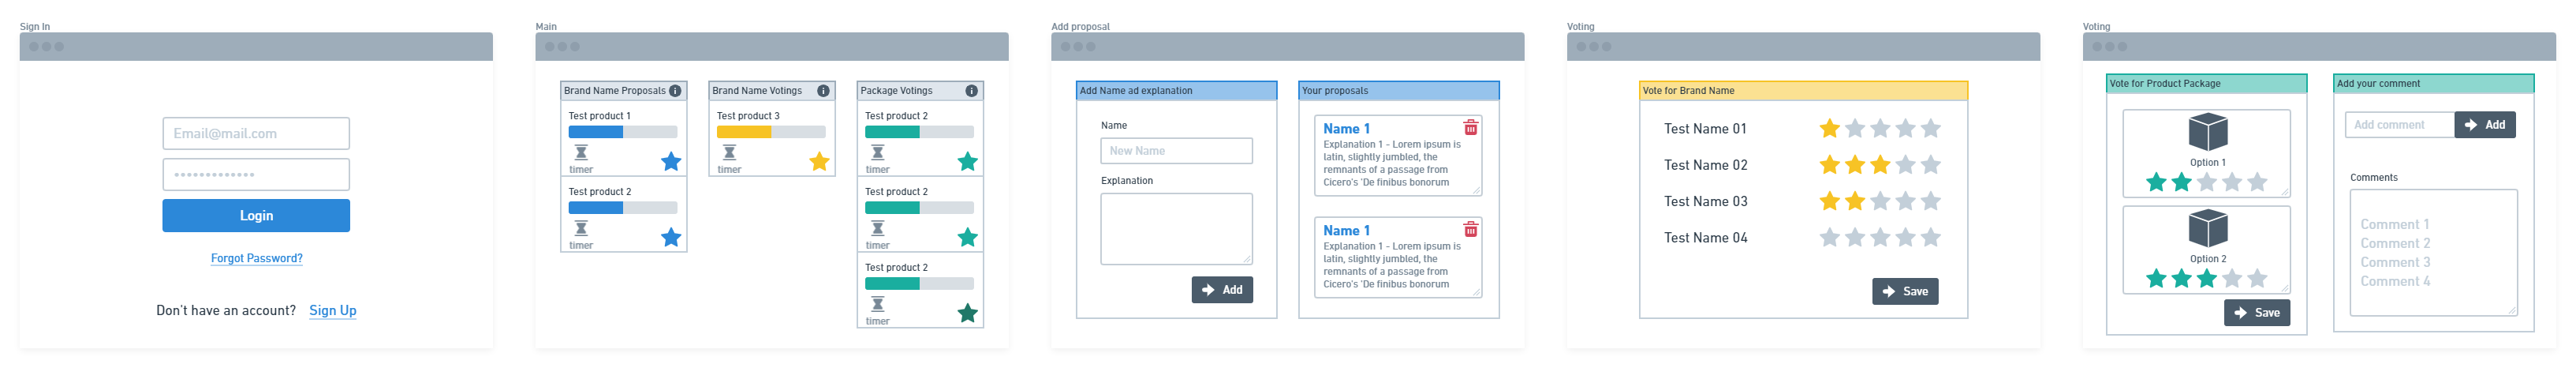 Sign In
Email@mail.com
Login
Forgot Password?
Don't have an account? Sign Up
Main
Brand Name Proposals
Test product 1
timer
Test product 2
timer
Brand Name Votings
Test product 3
timer
Package Votings
Test product 2
timer
Test product 2
timer
Test product 2
timer
Add proposal
Add Name ad explanation
Name
New Name
Explanation
Add
Your proposals
Name 1
Explanation 1 - Lorem ipsum is
latin, slightly jumbled, the
remnants of a passage from
Cicero's 'De finibus bonorum
Name 1
Explanation 1 - Lorem ipsum is
latin, slightly jumbled, the
remnants of a passage from
Cicero's 'De finibus bonorum
Voting
Vote for Brand Name
Test Name 01
Test Name 02
Test Name 03
Test Name 04
Save
Voting
Vote for Product Package
Option 1
Option 2
Save
Add your comment
Add comment
Add
Comments
Comment 1
Comment 2
Comment 3
Comment 4